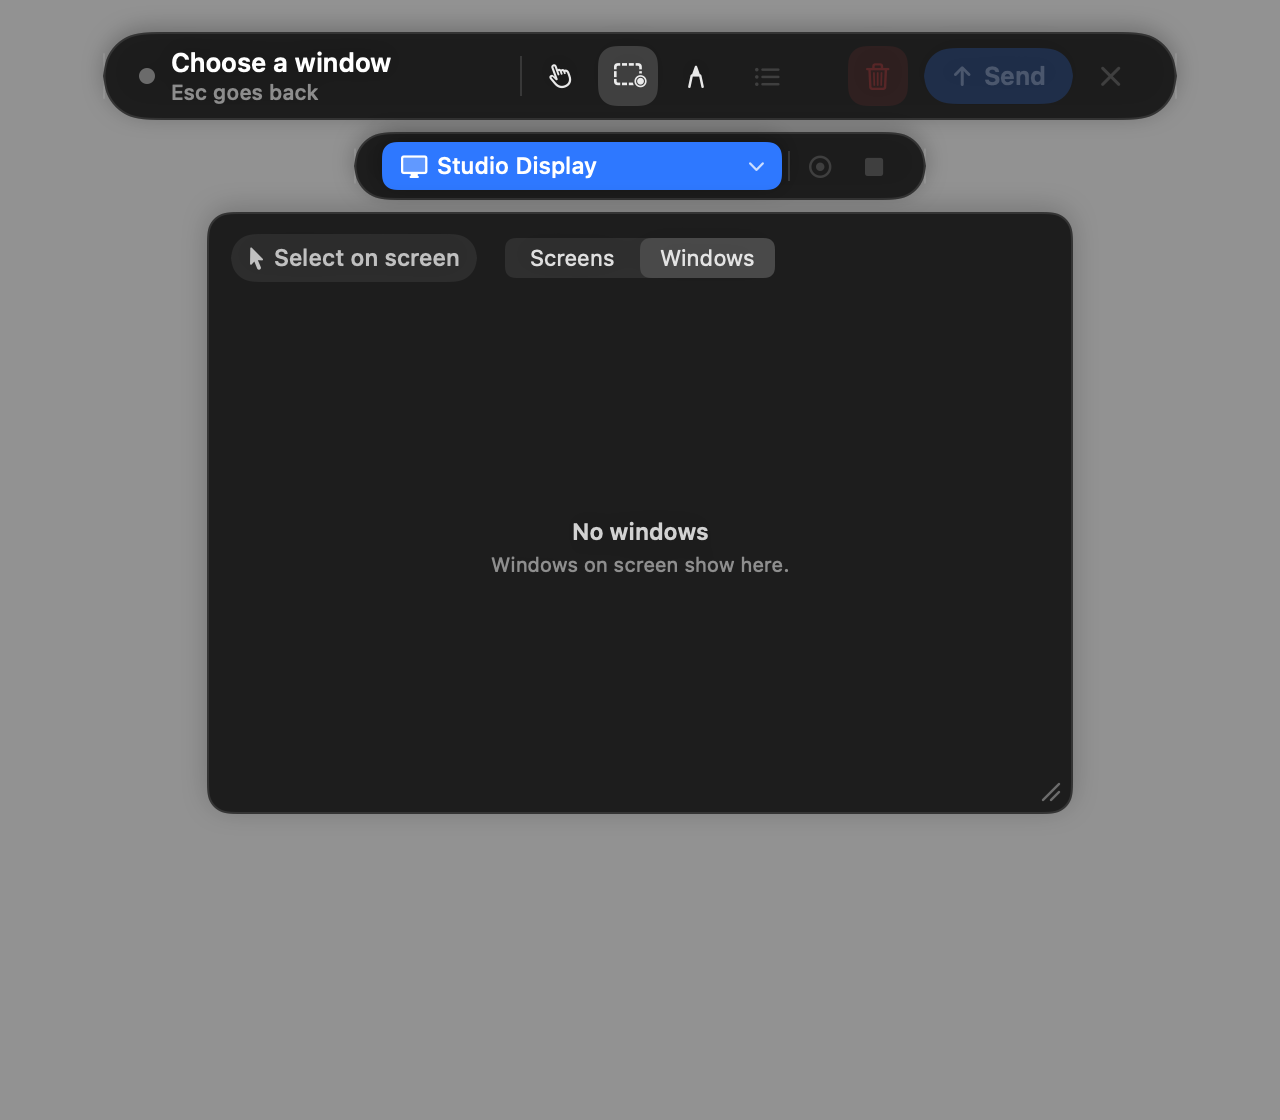 Choose a window
Esc goes back
Send
Studio Display
Select on screen
Screens
Windows
No windows
Windows on screen show here.